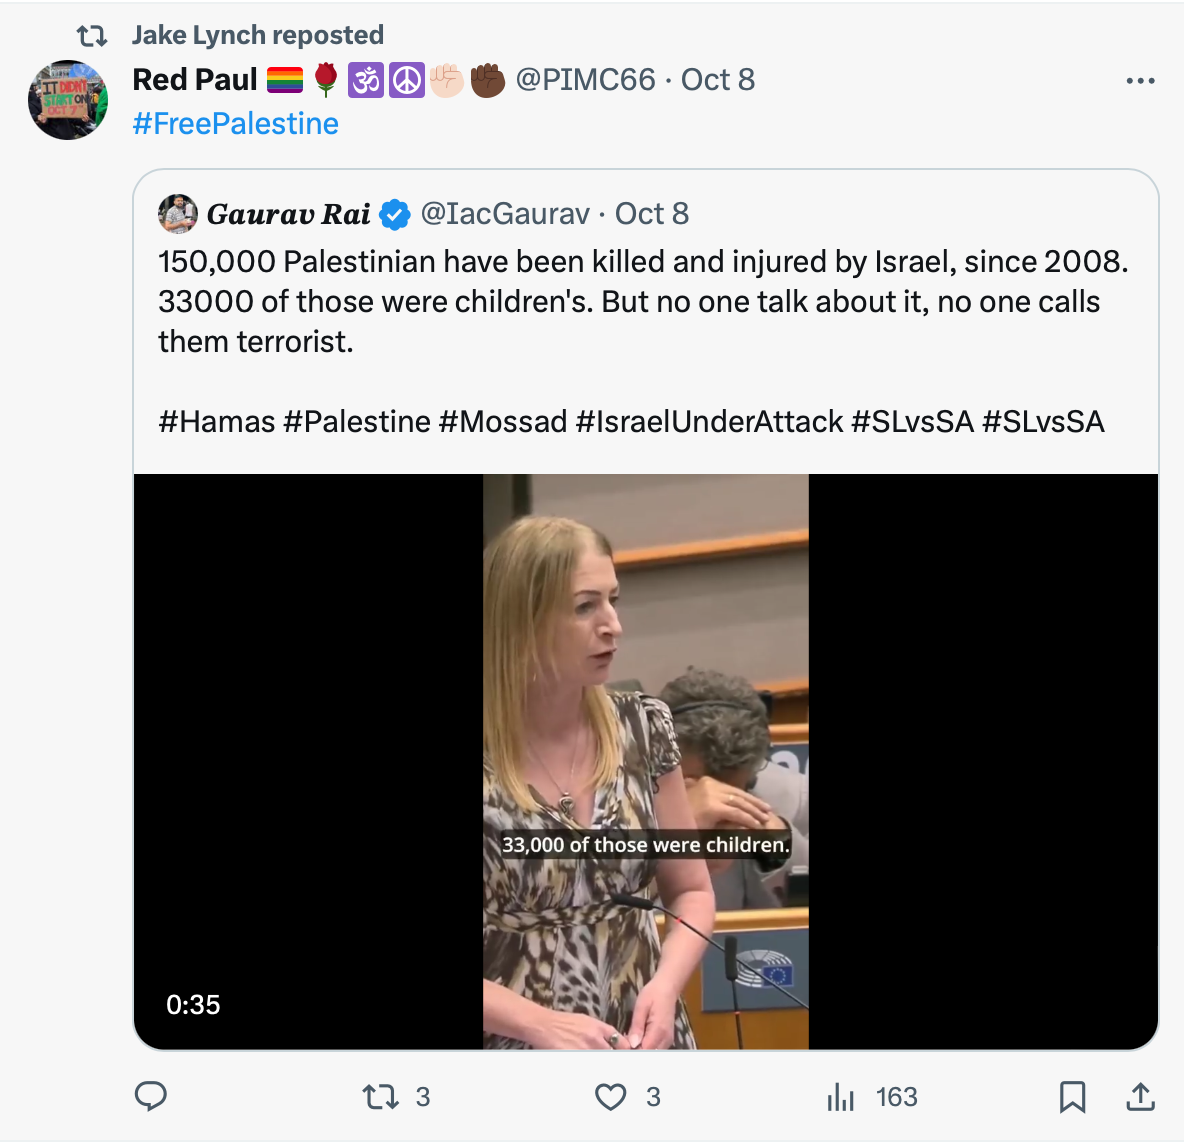 Jake Lynch reposted
Red Paul 🏳️‍🌈🌹🕉️☮️✊🏻✊🏿 @PIMC66 · Oct 8
IT DIDN'T
START ON
OCT 7
#FreePalestine
Gaurav Rai @IacGaurav · Oct 8
150,000 Palestinian have been killed and injured by Israel, since 2008.
33000 of those were children's. But no one talk about it, no one calls
them terrorist.
#Hamas #Palestine #Mossad #IsraelUnderAttack #SLvsSA #SLvsSA
33,000 of those were children.
0:35
3
3
163